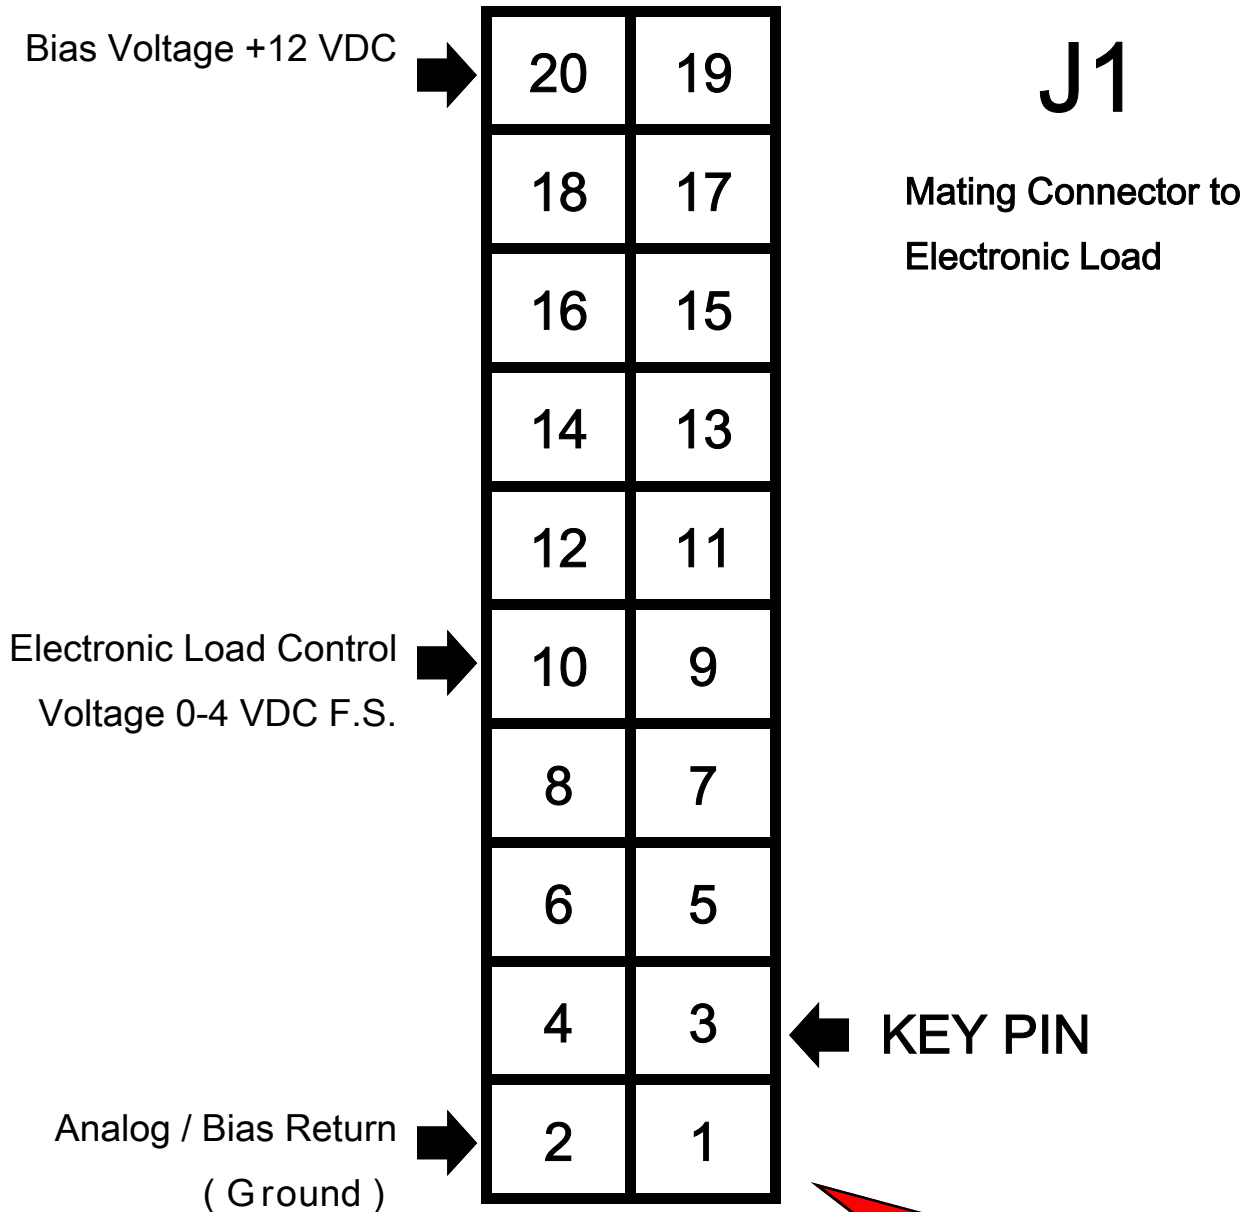 Bias Voltage +12 VDC
20 19
J1
18 17
Mating Connector to
Electronic Load
16 15
14 13
12 11
Electronic Load Control
Voltage 0-4 VDC F.S.
10 9
8 7
6 5
4 3
KEY PIN
Analog / Bias Return
( Ground )
2 1